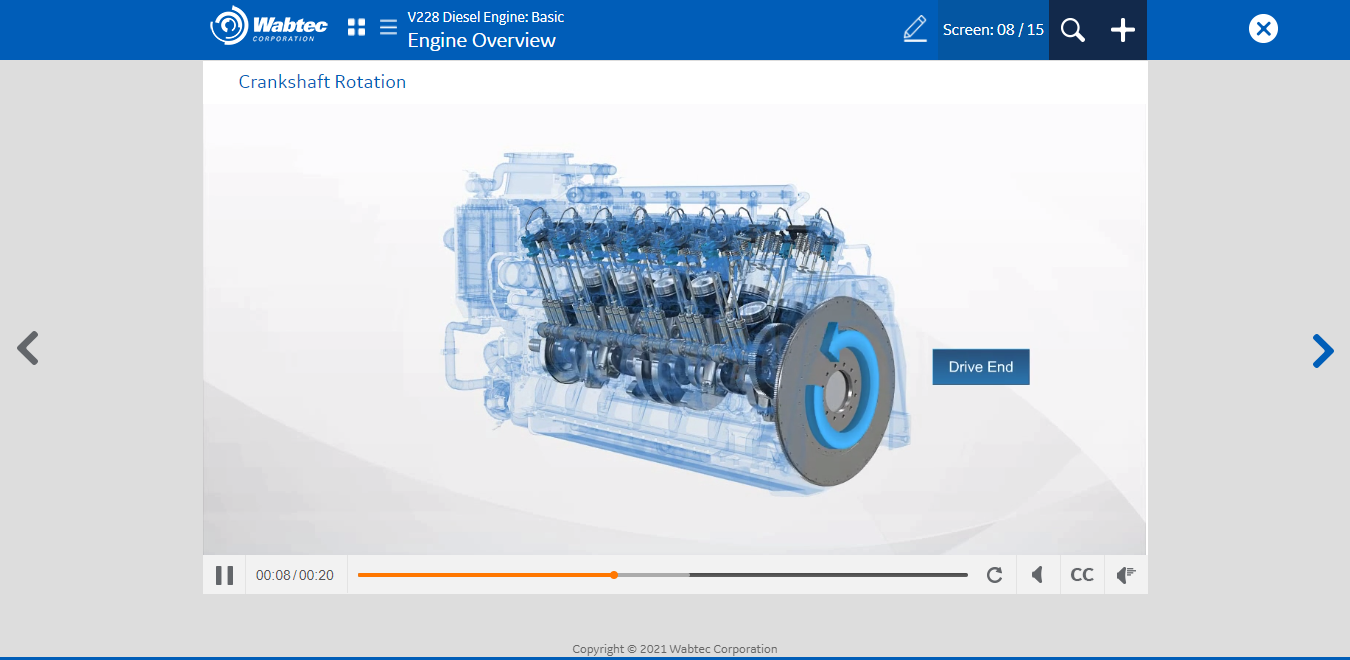 Wabtec
CORPORATION
V228 Diesel Engine: Basic
Engine Overview
Screen: 08 / 15
Crankshaft Rotation
Drive End
00:08/00:20
CC
Copyright © 2021 Wabtec Corporation